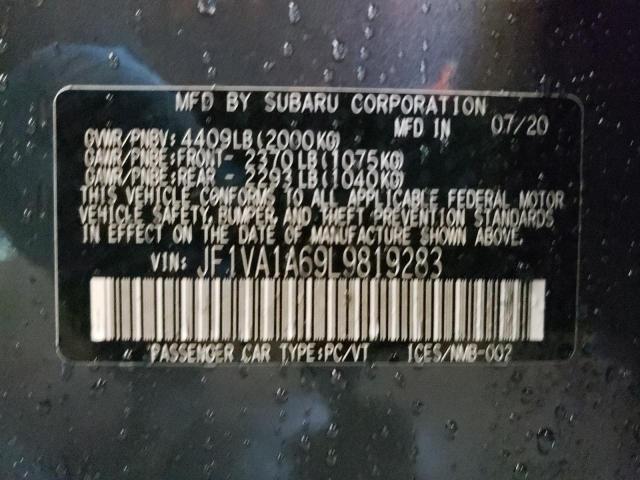 MFD BY SUBARU CORPORATION
MFD IN 07/20
GVWR/PNBV: 4409LB(2000KG)
GAWR/PNBE:FRONT- 2370LB(1075KG)
GAWR/PNBE:REAR - 2293LB(1040KG)
THIS VEHICLE CONFORMS TO ALL APPLICABLE FEDERAL MOTOR
VEHICLE SAFETY, BUMPER, AND THEFT PREVENTION STANDARDS
IN EFFECT ON THE DATE OF MANUFACTURE SHOWN ABOVE.
VIN: JF1VA1A69L9819283
PASSENGER CAR TYPE:PC/VT ICES/NMB-002